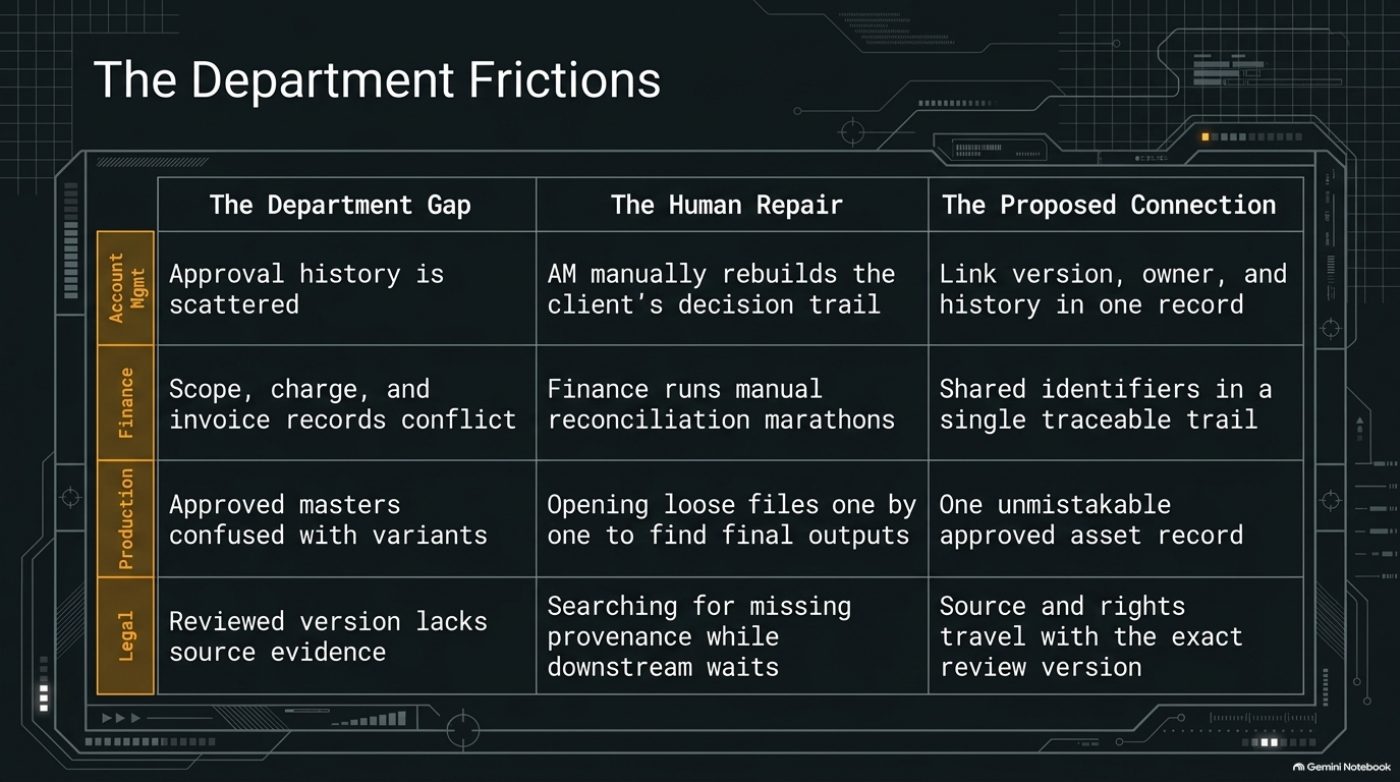 The Department Frictions
The Department Gap
The Human Repair
The Proposed Connection
Account
Mgmt
Approval history is
scattered
AM manually rebuilds the
client's decision trail
Link version, owner, and
history in one record
Finance
Scope, charge, and
invoice records conflict
Finance runs manual
reconciliation marathons
Shared identifiers in a
single traceable trail
Production
Approved masters
confused with variants
Opening loose files one by
one to find final outputs
One unmistakable
approved asset record
Legal
Reviewed version lacks
source evidence
Searching for missing
provenance while
downstream waits
Source and rights
travel with the exact
review version
Gemini Notebook